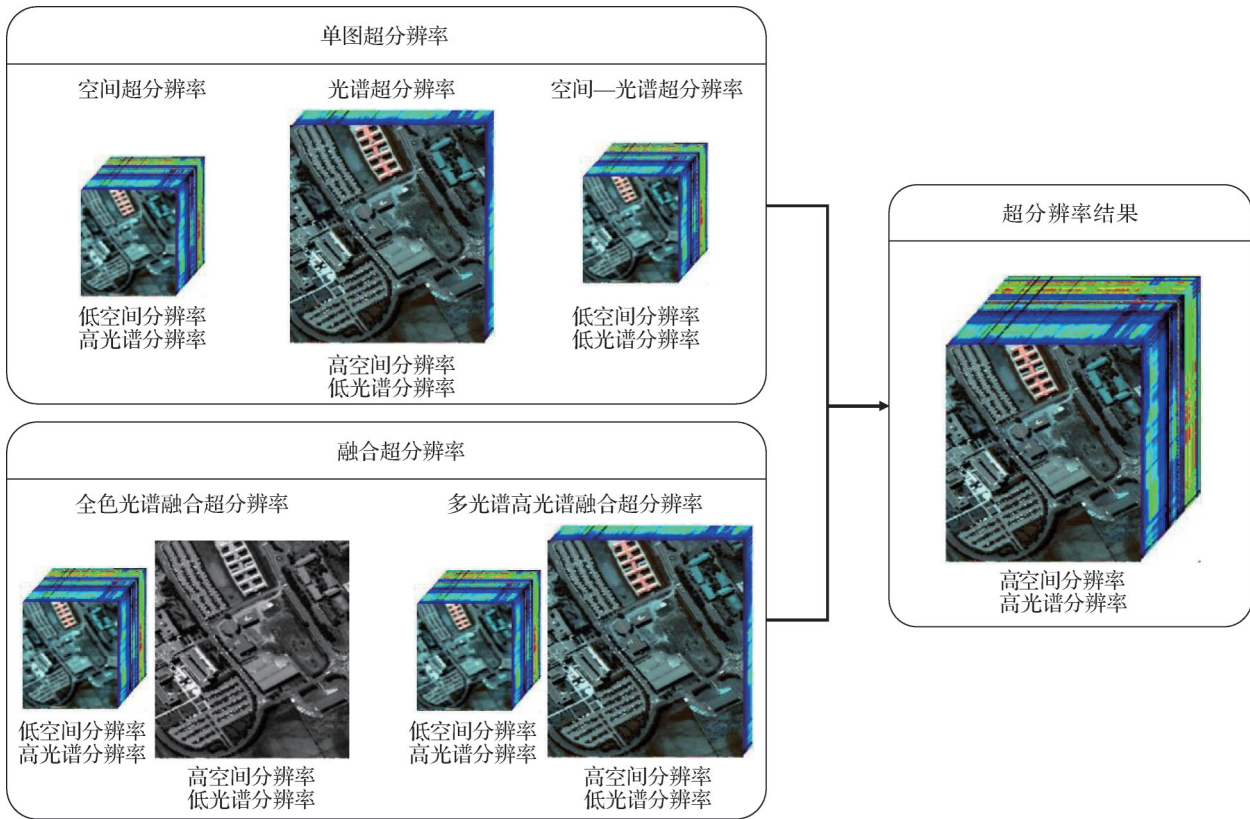 单图超分辨率
空间超分辨率
光谱超分辨率
空间—光谱超分辨率
低空间分辨率
高光谱分辨率
高空间分辨率
低光谱分辨率
低空间分辨率
低光谱分辨率
融合超分辨率
全色光谱融合超分辨率
多光谱高光谱融合超分辨率
低空间分辨率
高光谱分辨率
高空间分辨率
低光谱分辨率
低空间分辨率
高光谱分辨率
高空间分辨率
低光谱分辨率
超分辨率结果
高空间分辨率
高光谱分辨率